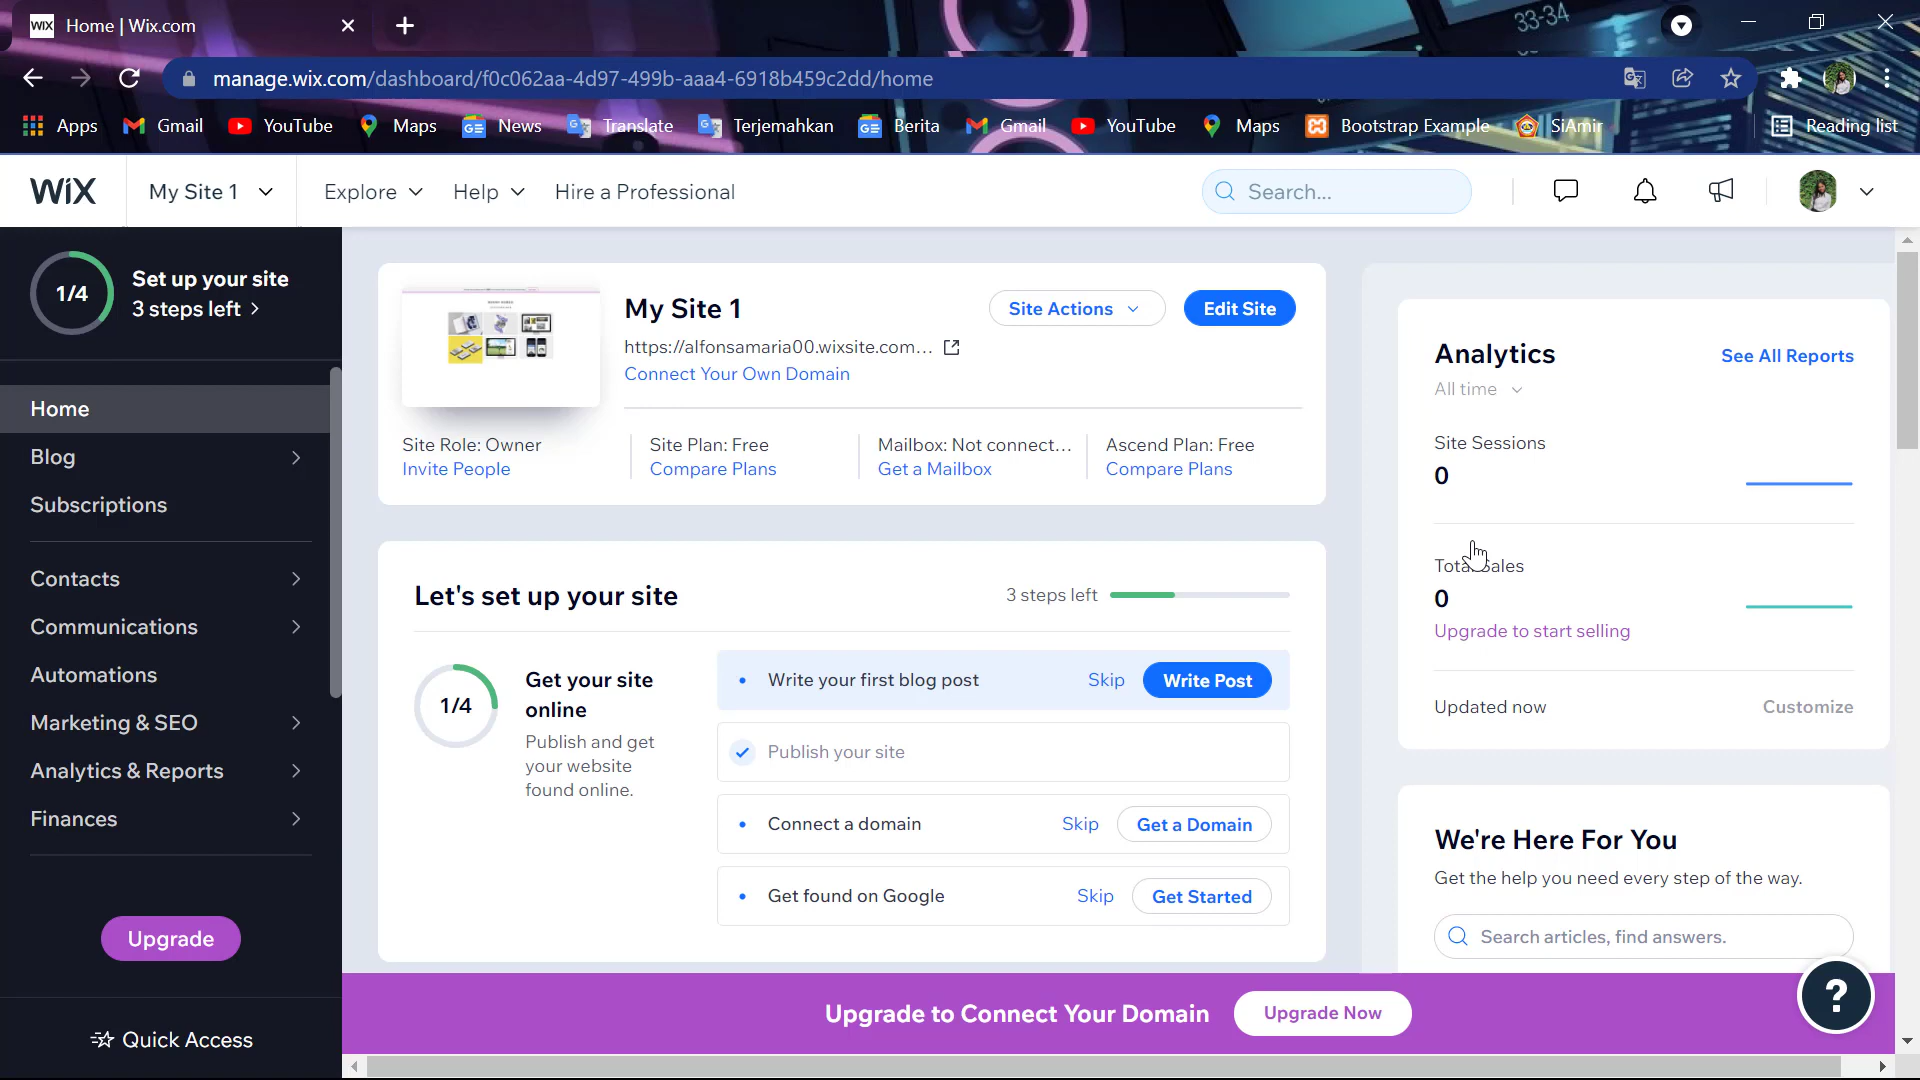 WIX Home | Wix.com
33-34
manage.wix.com/dashboard/f0c062aa-4d97-499b-aaa4-6918b459c2dd/home
Apps Gmail YouTube Maps News Translate Terjemahkan Berita Gmail YouTube Maps Bootstrap Example SiAmir Reading list
WiX My Site 1 Explore Help Hire a Professional Search...
1/4
Set up your site
3 steps left >
Home
Blog
Subscriptions
Contacts
Communications
Automations
Marketing & SEO
Analytics & Reports
Finances
Upgrade
Quick Access
My Site 1
Site Actions
Edit Site
https://alfonsamaria00.wixsite.com...
Connect Your Own Domain
Site Role: Owner
Invite People
Site Plan: Free
Compare Plans
Mailbox: Not connect...
Get a Mailbox
Ascend Plan: Free
Compare Plans
Let's set up your site
3 steps left
1/4
Get your site
online
Publish and get
your website
found online.
Write your first blog post Skip Write Post
Publish your site
Connect a domain Skip Get a Domain
Get found on Google Skip Get Started
Analytics
See All Reports
All time
Site Sessions
0
Total Sales
0
Upgrade to start selling
Updated now Customize
We're Here For You
Get the help you need every step of the way.
Search articles, find answers.
Upgrade to Connect Your Domain Upgrade Now
?